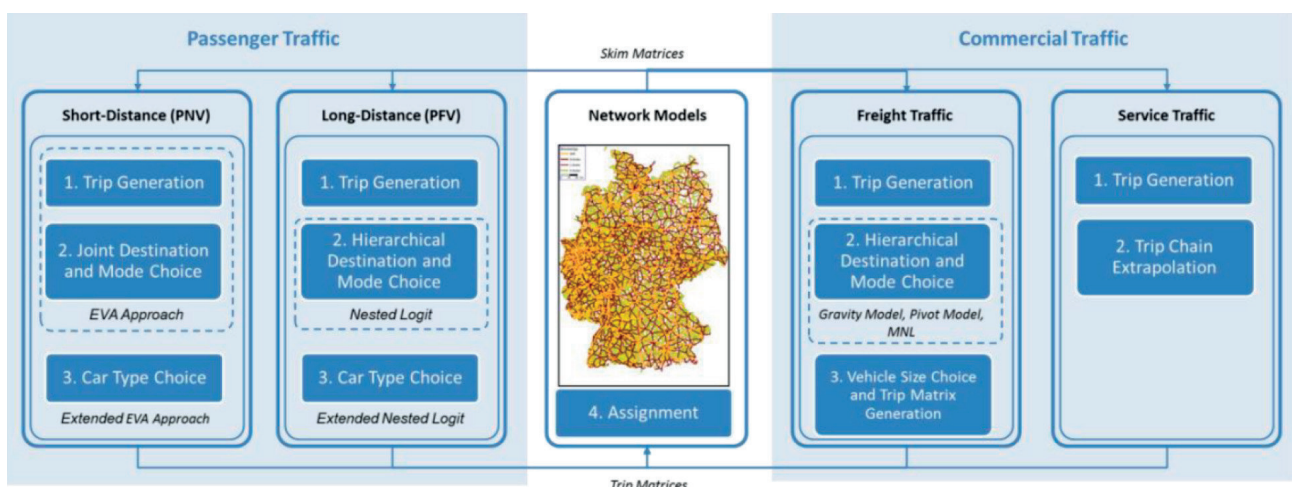 Passenger Traffic
Commercial Traffic
Skim Matrices
Short-Distance (PNV)
1. Trip Generation
2. Joint Destination
and Mode Choice
EVA Approach
3. Car Type Choice
Extended EVA Approach
Long-Distance (PFV)
1. Trip Generation
2. Hierarchical
Destination and
Mode Choice
Nested Logit
3. Car Type Choice
Extended Nested Logit
Network Models
4. Assignment
Freight Traffic
1. Trip Generation
2. Hierarchical
Destination and
Mode Choice
Gravity Model, Pivot Model,
MNL
3. Vehicle Size Choice
and Trip Matrix
Generation
Service Traffic
1. Trip Generation
2. Trip Chain
Extrapolation
Trip Matrices